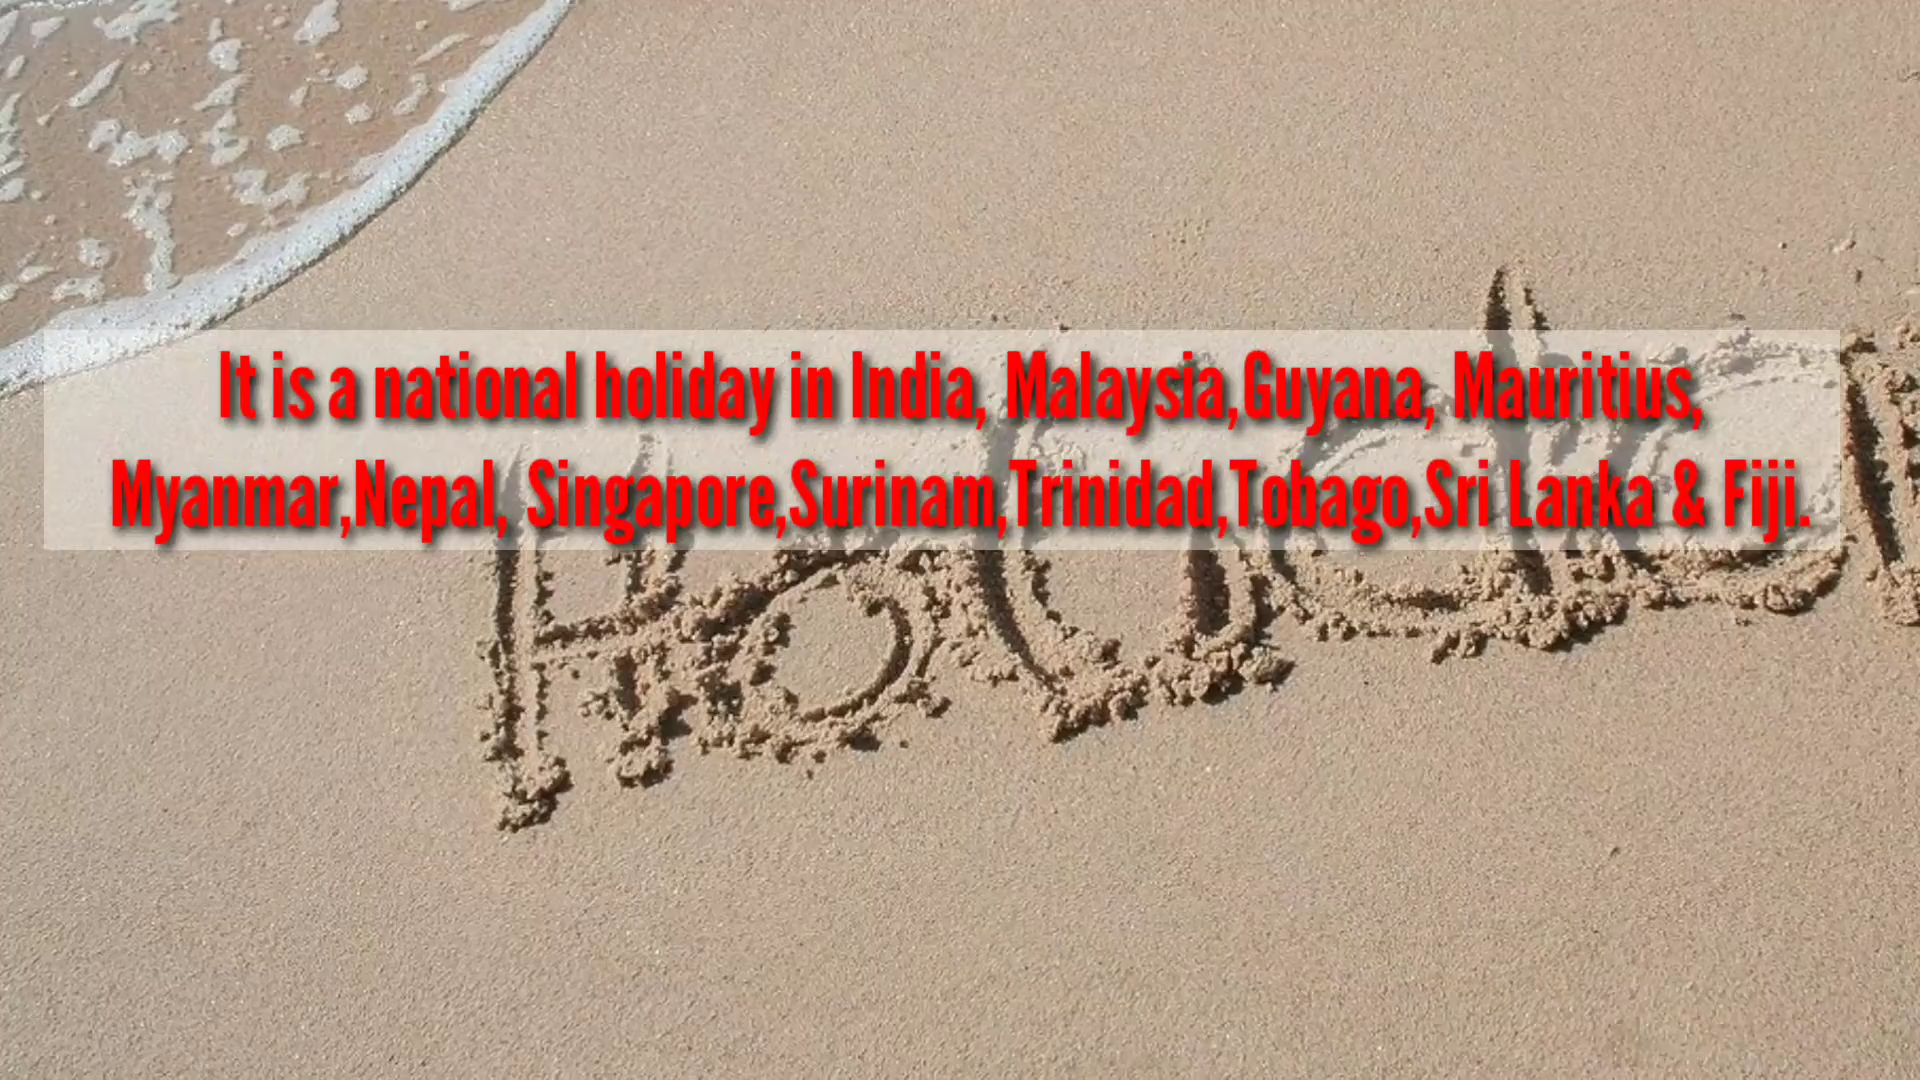 It is a national holiday in India, Malaysia,Guyana, Mauritius,
Myanmar,Nepal, Singapore,Surinam,Trinidad,Tobago,Sri Lanka & Fiji.